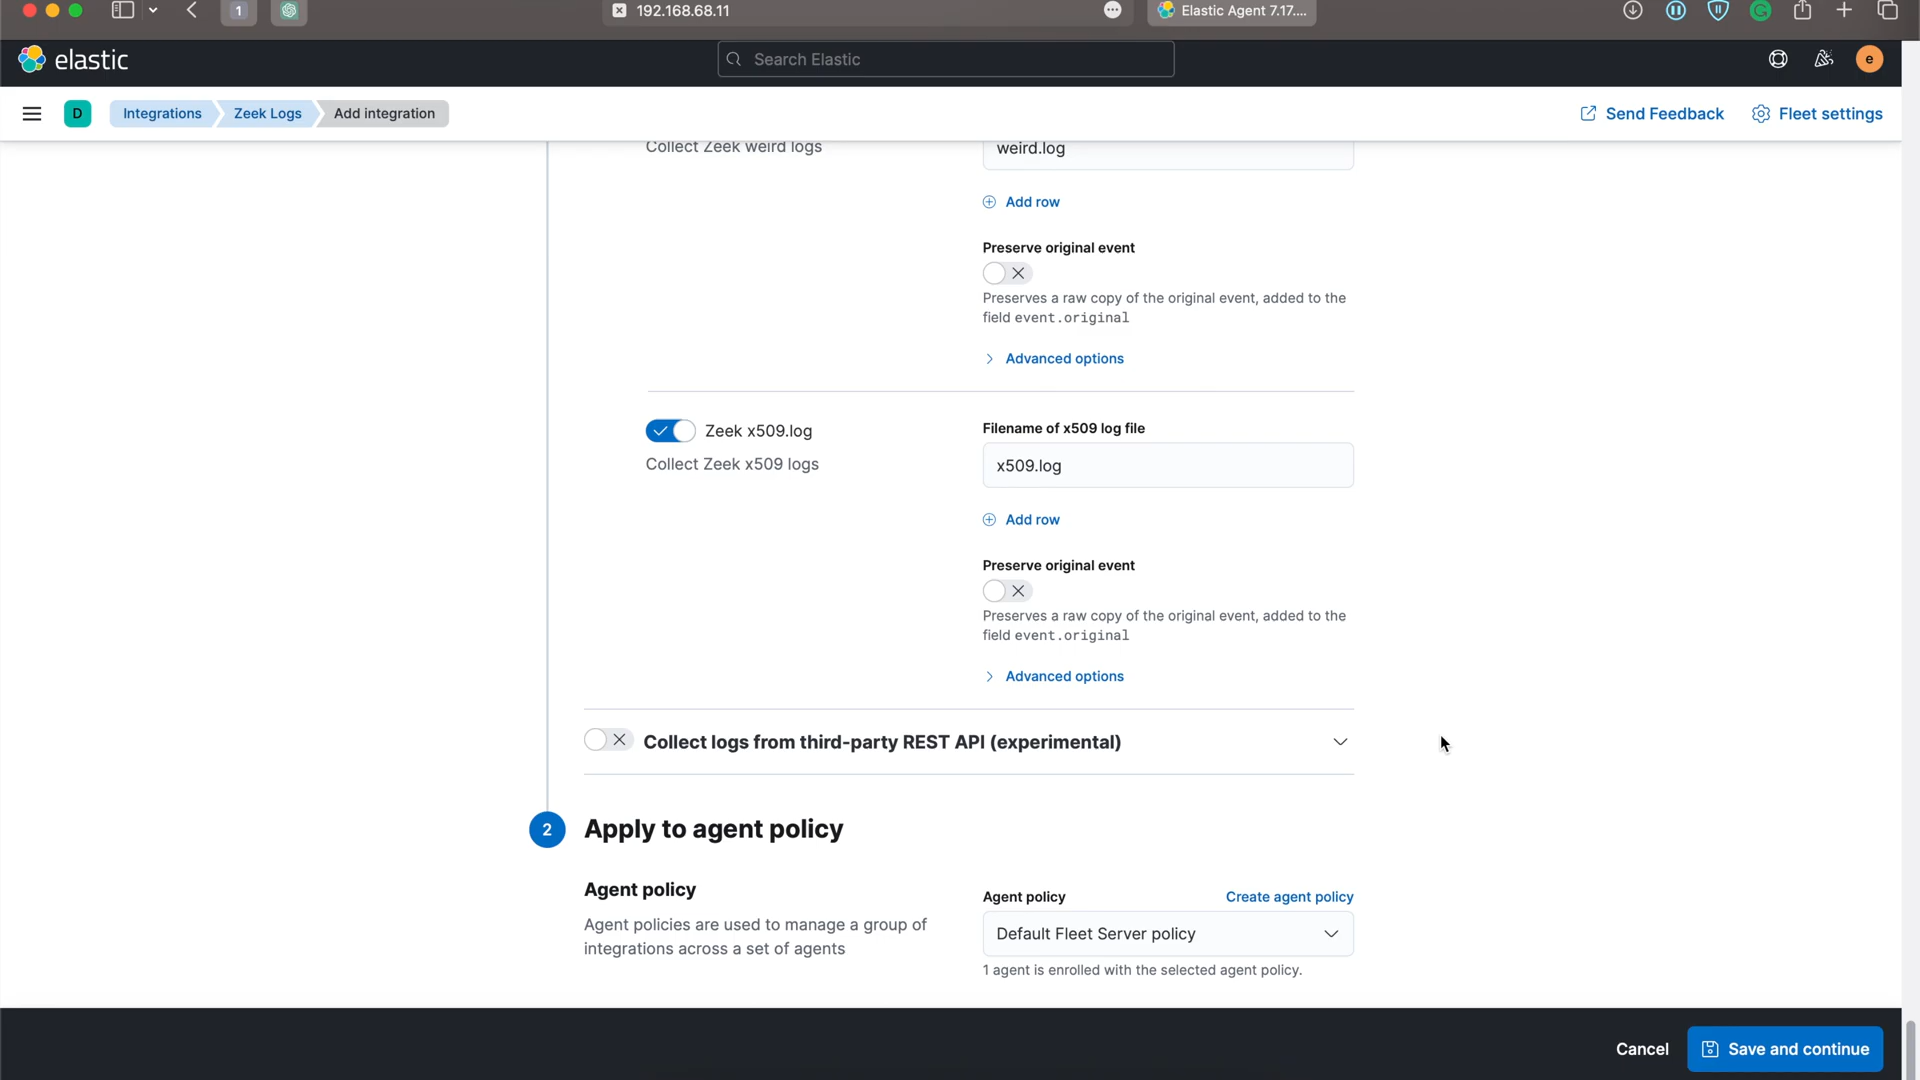 1
192.168.68.11
Elastic Agent 7.17....
elastic
Search Elastic
e
D
Integrations
Zeek Logs
Add integration
Send Feedback
Fleet settings
Collect Zeek weird logs
weird.log
Add row
Preserve original event
Preserves a raw copy of the original event, added to the
field event.original
Advanced options
Zeek x509.log
Collect Zeek x509 logs
Filename of x509 log file
x509.log
Add row
Preserve original event
Preserves a raw copy of the original event, added to the
field event.original
Advanced options
Collect logs from third-party REST API (experimental)
2
Apply to agent policy
Agent policy
Agent policies are used to manage a group of
integrations across a set of agents
Agent policy
Create agent policy
Default Fleet Server policy
1 agent is enrolled with the selected agent policy.
Cancel
Save and continue